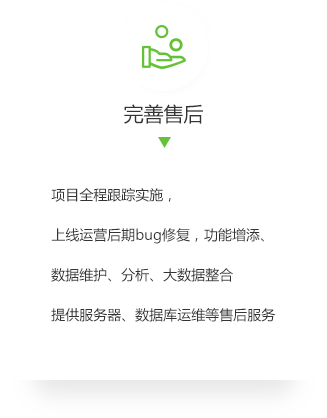 完善售后
项目全程跟踪实施，
上线运营后期bug修复，功能增添、
数据维护、分析、大数据整合
提供服务器、数据库运维等售后服务